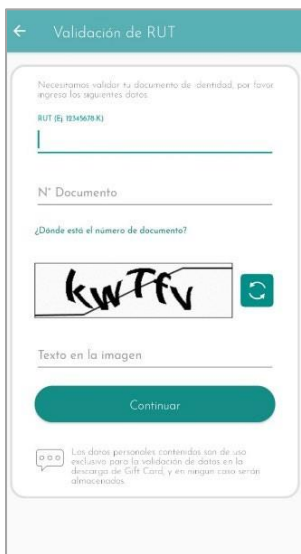 Validación de RUT
Necesitamos validar tu documento de identidad, por favor
ingresa los siguientes datos.
RUT (Ej. 12345678-K)
N° Documento
¿Dónde está el número de documento?
kwTfv
Texto en la imagen
Continuar
Los datos personales contenidos son de uso
exclusivo para la validación de datos en la
descarga de Gift Card, y en ningun caso serán
almacenados.